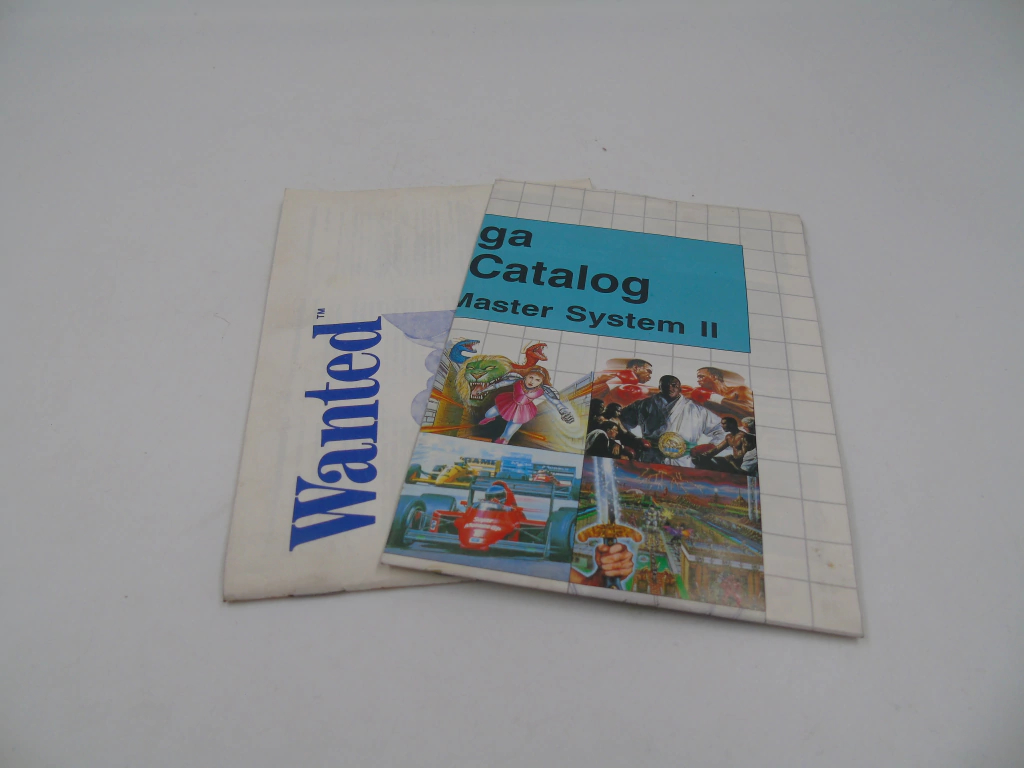 ga
Catalog
Master System II
Wanted™